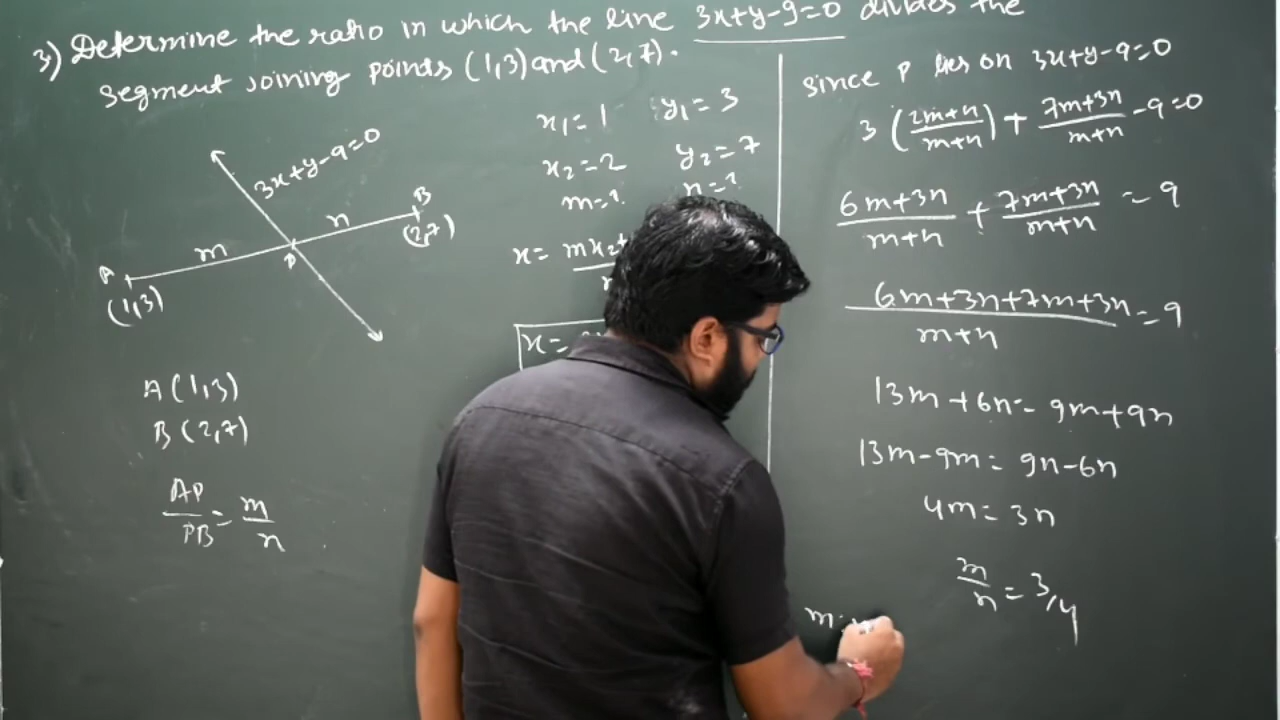 3) Determine the ratio in which the line 3x+y-9=0 divides the
segment joining points (1,3) and (2,7).
3x+y-9=0
m
n
P
A
(1,3)
B
(2,7)
A(1,3)
B(2,7)
AP/PB = m/n
x₁=1 y₁=3
x₂=2 y₂=7
m=? n=?
x= mx₂+
x=
since P lies on 3x+y-9=0
3 ((2m+n)/(m+n)) + (7m+3n)/(m+n) -9=0
(6m+3n)/(m+n) + (7m+3n)/(m+n) = 9
(6m+3n+7m+3n)/(m+n) = 9
13m+6n = 9m+9n
13m-9m = 9n-6n
4m = 3n
m/n = 3/4
m: